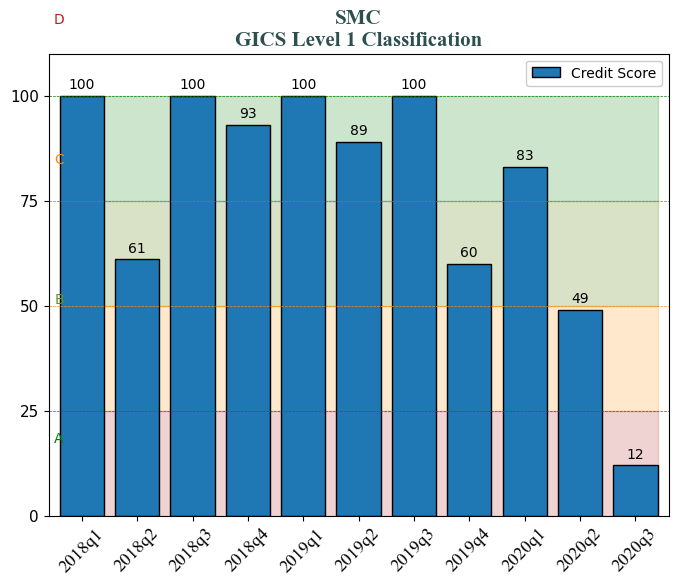 D
SMC
GICS Level 1 Classification
Credit Score
100
100
100
100
100
93
89
C
83
75
61
60
B
50
49
25
A
12
0
2018q1
2018q2
2018q3
2018q4
2019q1
2019q2
2019q3
2019q4
2020q1
2020q2
2020q3